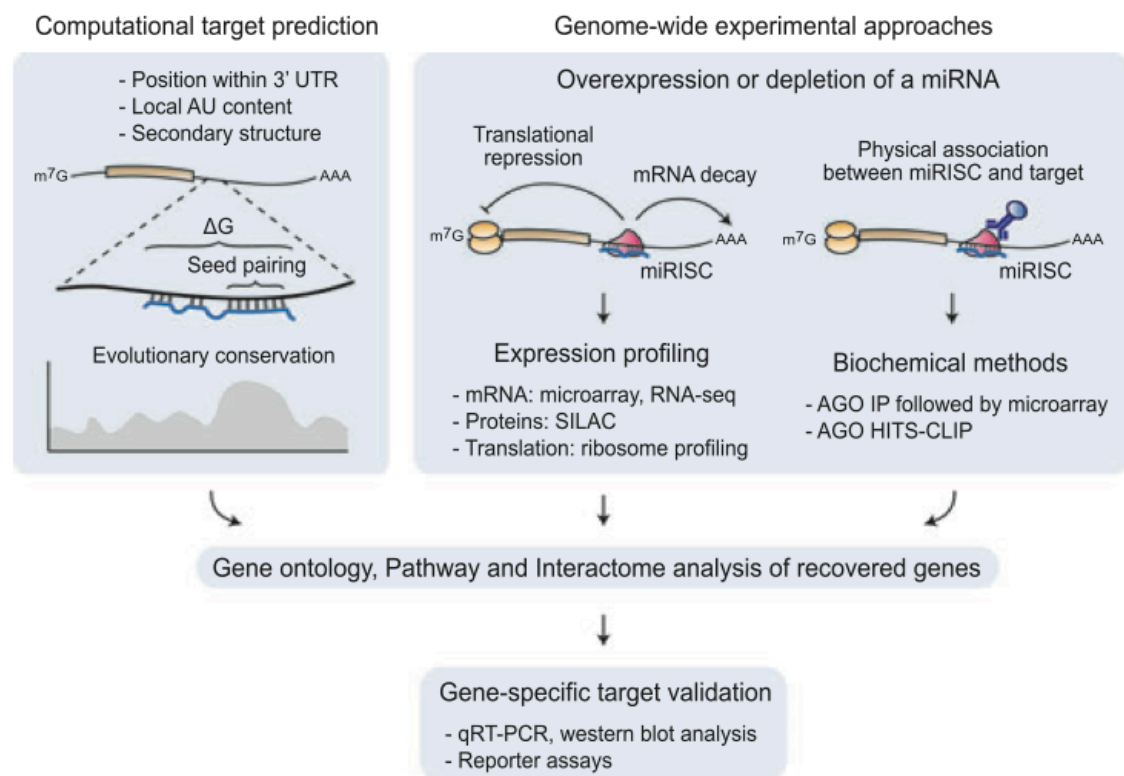 Computational target prediction
- Position within 3' UTR
- Local AU content
- Secondary structure
m⁷G
AAA
ΔG
Seed pairing
Evolutionary conservation
Genome-wide experimental approaches
Overexpression or depletion of a miRNA
Translational
repression
mRNA decay
m⁷G
AAA
miRISC
Expression profiling
- mRNA: microarray, RNA-seq
- Proteins: SILAC
- Translation: ribosome profiling
Physical association
between miRISC and target
m⁷G
AAA
miRISC
Biochemical methods
- AGO IP followed by microarray
- AGO HITS-CLIP
Gene ontology, Pathway and Interactome analysis of recovered genes
Gene-specific target validation
- qRT-PCR, western blot analysis
- Reporter assays